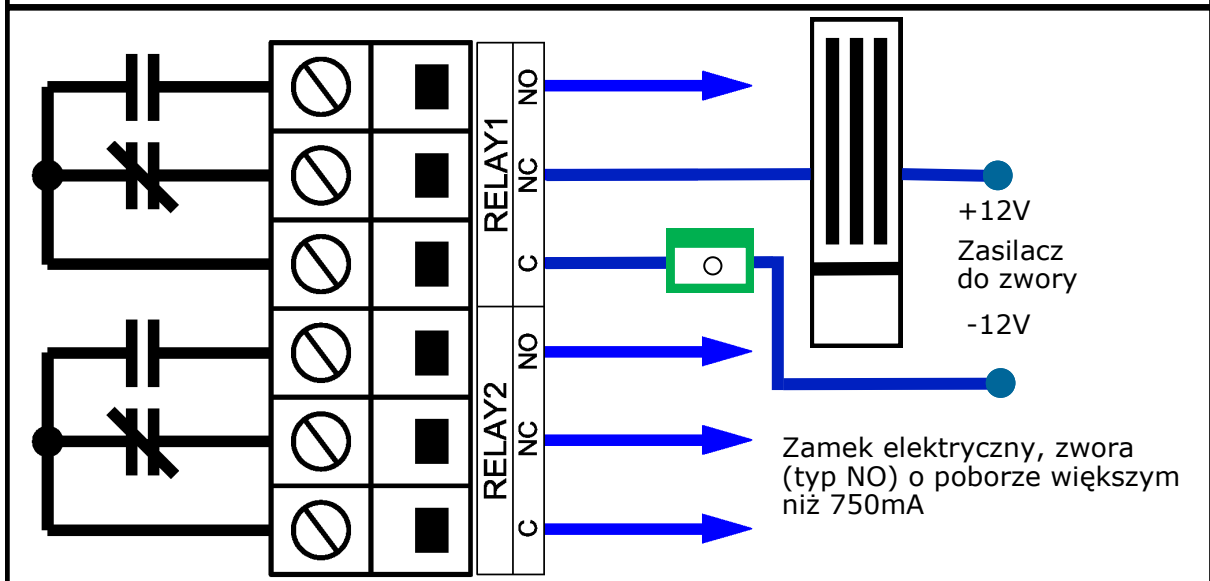 RELAY1
NO
NC
C
RELAY2
NO
NC
C
+12V
Zasilacz
do zwory
-12V
Zamek elektryczny, zwora
(typ NO) o poborze większym
niż 750mA